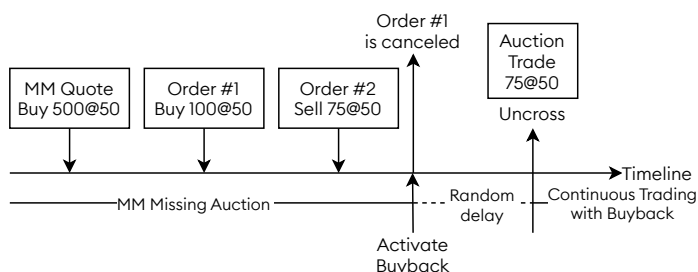 Order #1
is canceled
Auction
Trade
75@50
MM Quote
Buy 500@50
Order #1
Buy 100@50
Order #2
Sell 75@50
Uncross
Timeline
MM Missing Auction
Random
delay
Continuous Trading
with Buyback
Activate
Buyback